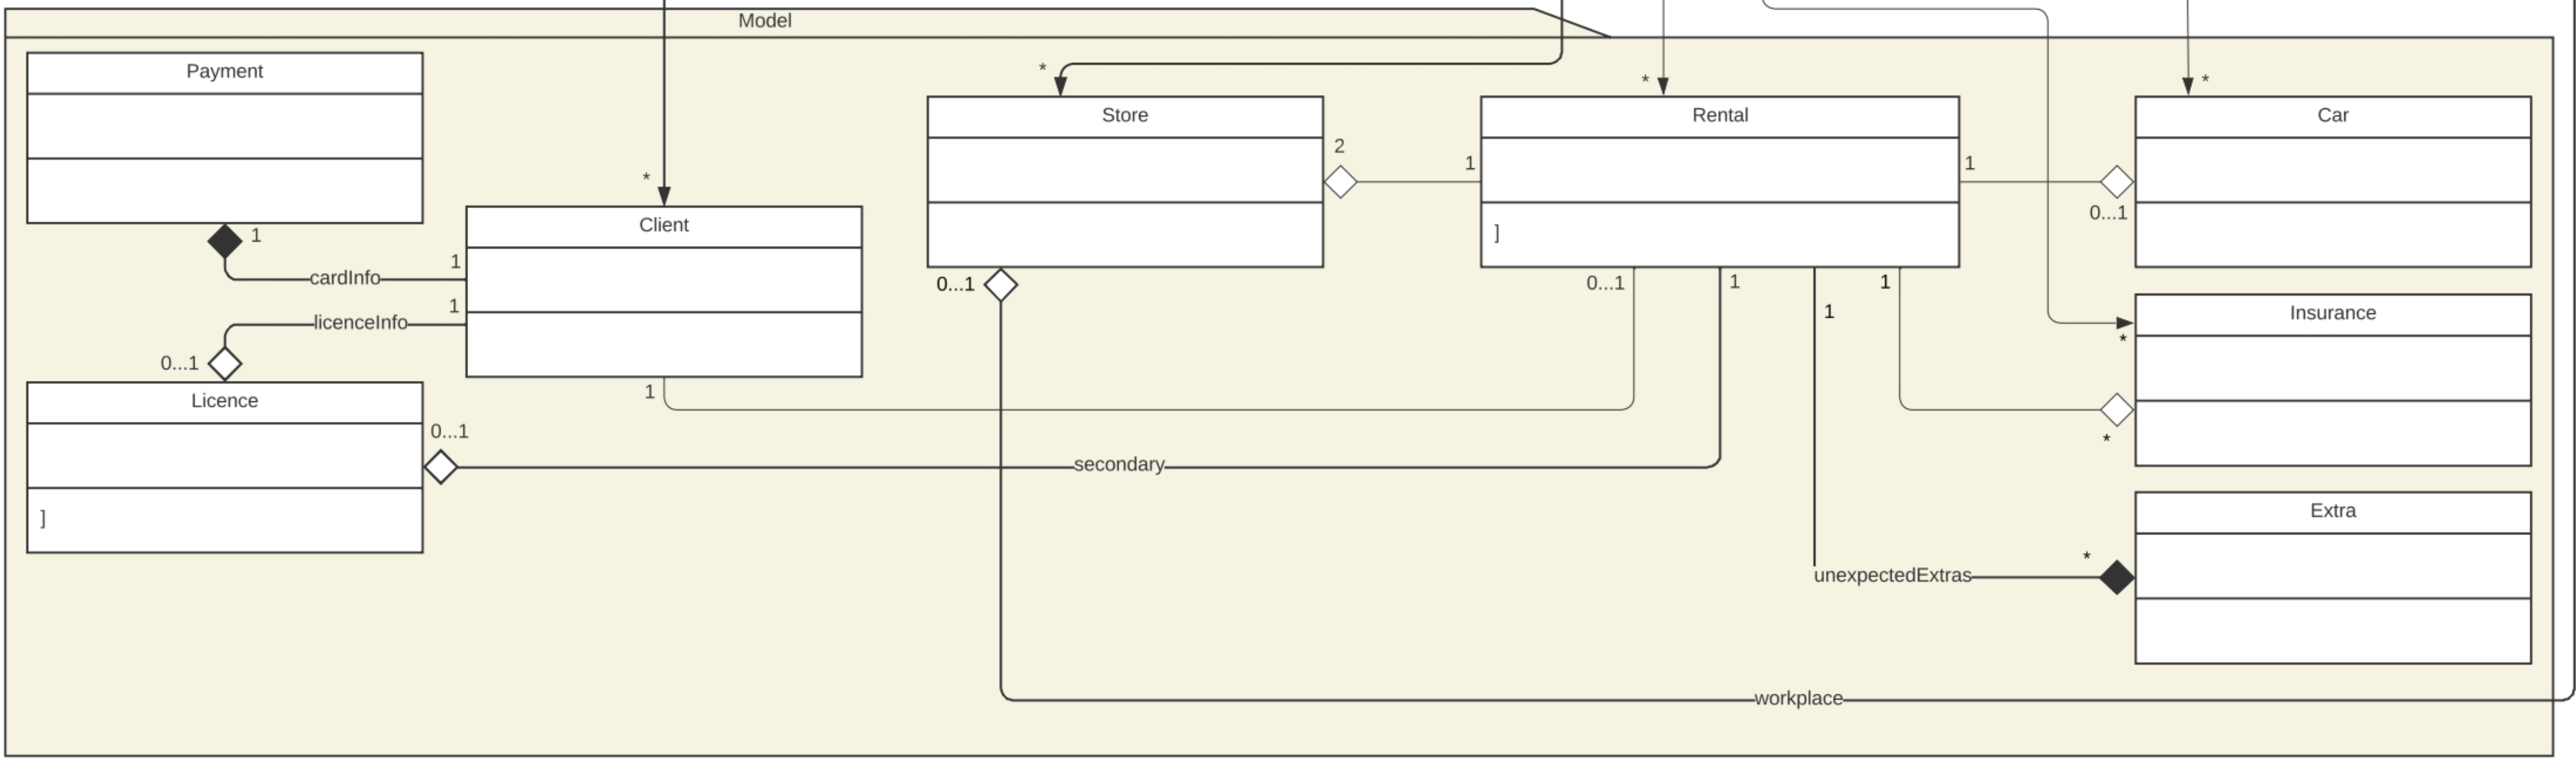 Model
Payment
*
*
*
*
Store
Rental
Car
2
1
1
*
Client
0...1
]
1
1
cardInfo
1
0...1
0...1
1
1
1
Insurance
licenceInfo
*
0...1
1
Licence
0...1
*
secondary
Extra
]
*
unexpectedExtras
workplace